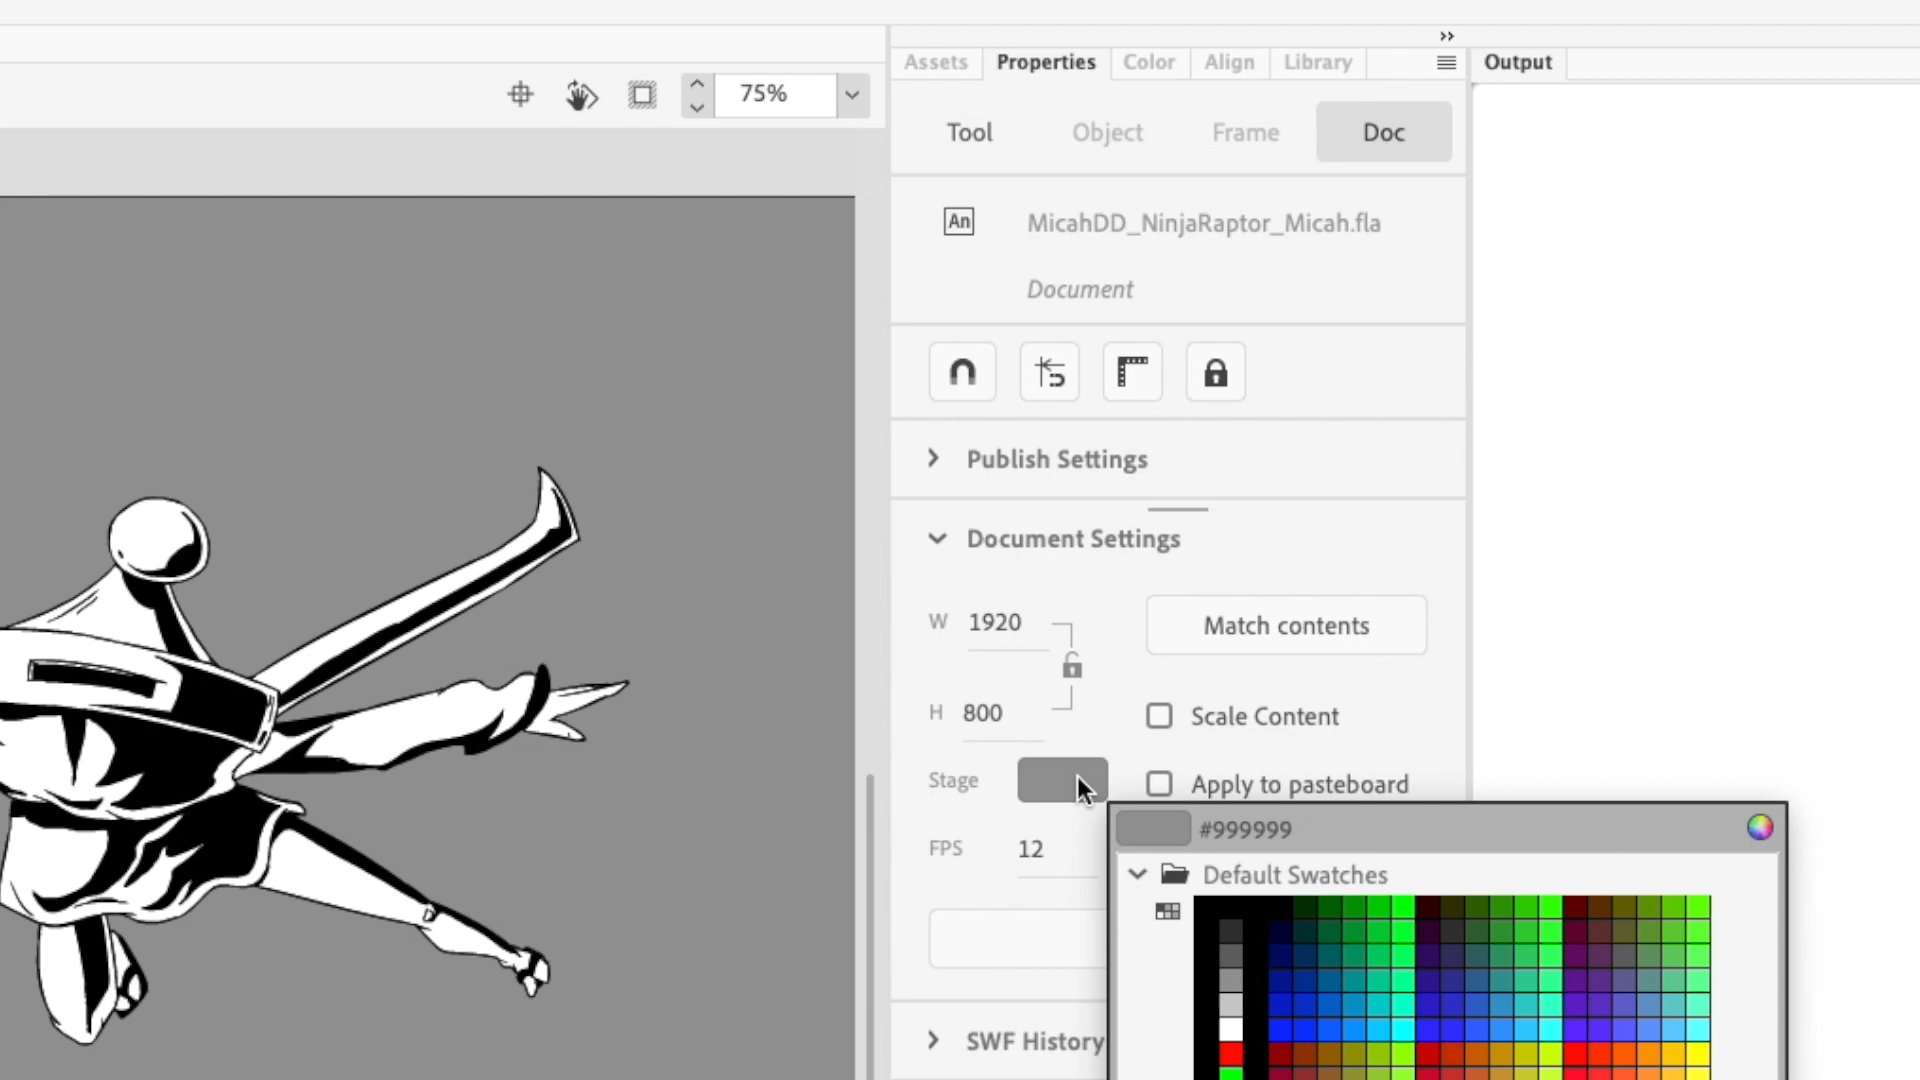 Assets Properties Color Align Library Output
75%
Tool Object Frame Doc
An MicahDD_NinjaRaptor_Micah.fla
Document
Publish Settings
Document Settings
W 1920 Match contents
H 800 Scale Content
Stage Apply to pasteboard
#999999
FPS 12
Default Swatches
SWF History